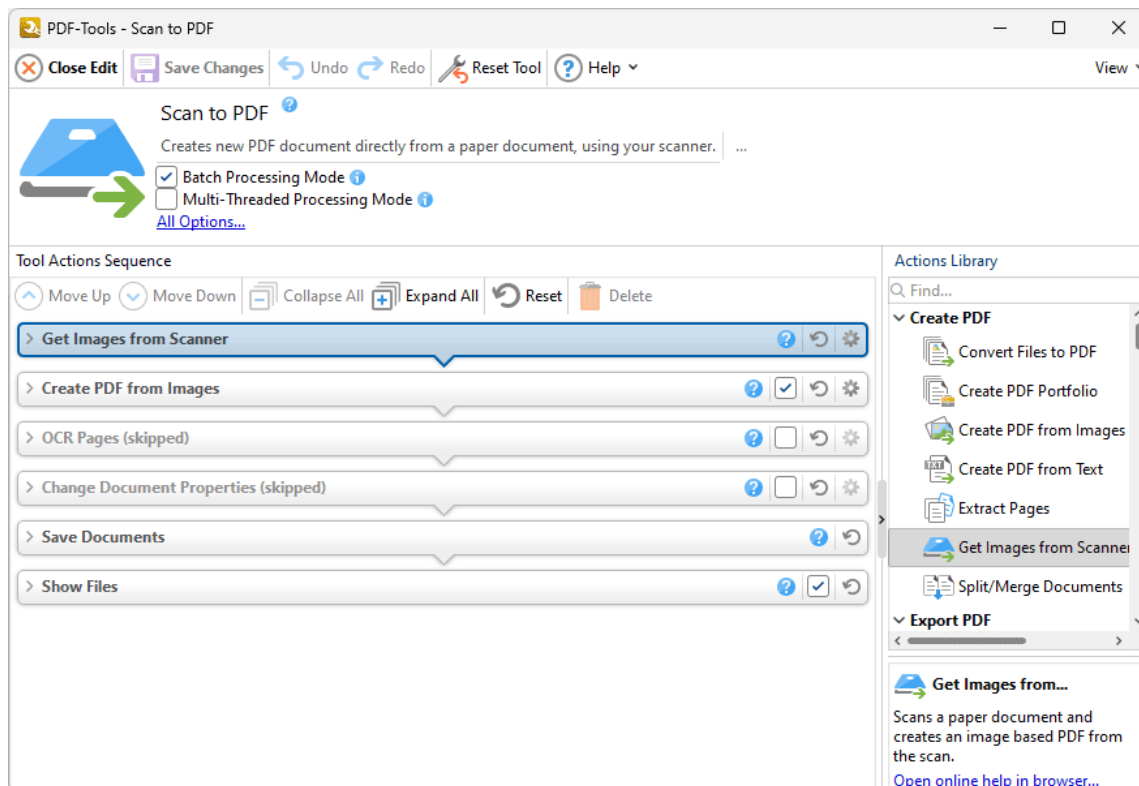 PDF-Tools - Scan to PDF
Close Edit Save Changes Undo Redo Reset Tool Help View
Scan to PDF
Creates new PDF document directly from a paper document, using your scanner. ...
Batch Processing Mode
Multi-Threaded Processing Mode
All Options...
Tool Actions Sequence
Move Up Move Down Collapse All Expand All Reset Delete
Get Images from Scanner
Create PDF from Images
OCR Pages (skipped)
Change Document Properties (skipped)
Save Documents
Show Files
Actions Library
Find...
Create PDF
Convert Files to PDF
Create PDF Portfolio
Create PDF from Images
TXT Create PDF from Text
Extract Pages
Get Images from Scanner
Split/Merge Documents
Export PDF
Get Images from...
Scans a paper document and
creates an image based PDF from
the scan.
Open online help in browser...